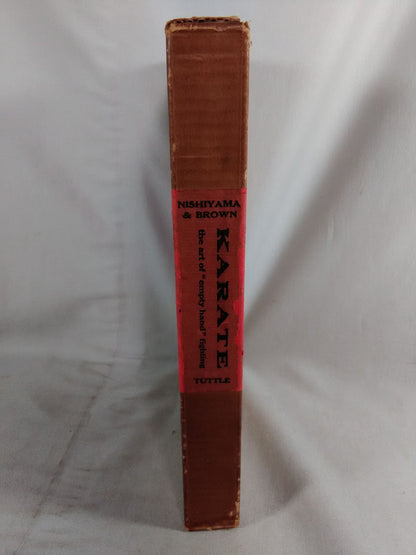 NISHIYAMA
& BROWN
KARATE
the art of "empty hand" fighting
TUTTLE